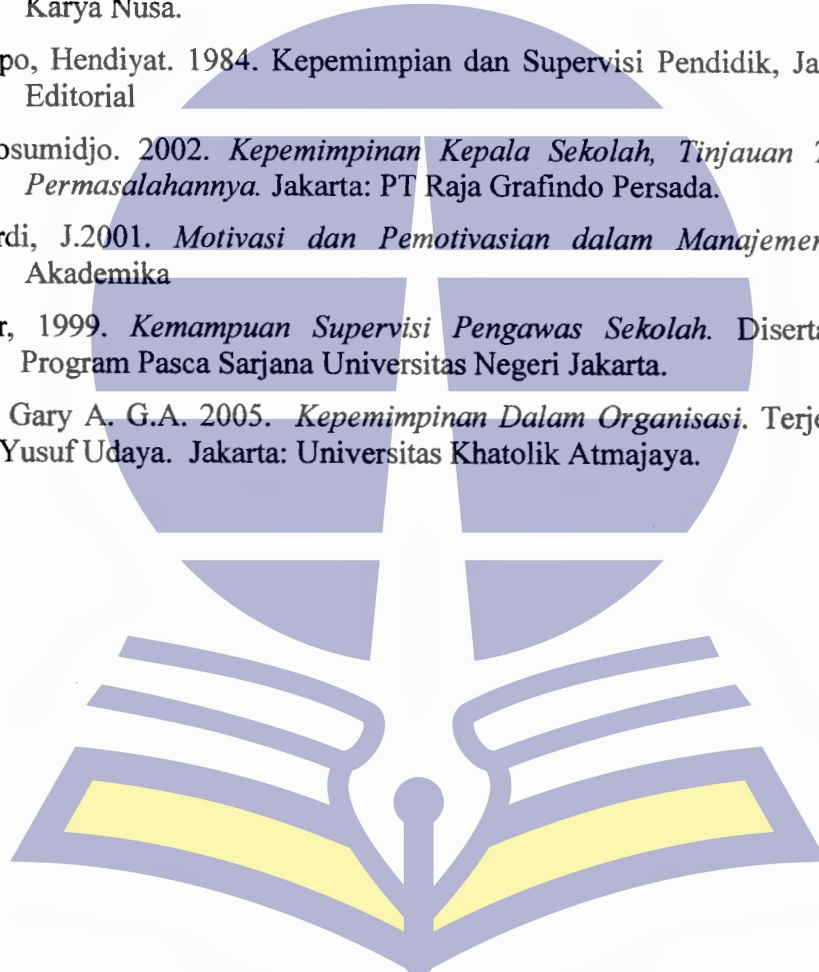 Karya Nusa.
po, Hendiyat. 1984. Kepemimpian dan Supervisi Pendidik, Ja
Editorial
osumidjo. 2002. Kepemimpinan Kepala Sekolah, Tinjauan
Permasalahannya. Jakarta: PT Raja Grafindo Persada.
rdi, J.2001. Motivasi dan Pemotivasian dalam Manajemen
Akademika
r, 1999. Kemampuan Supervisi Pengawas Sekolah. Diserta
Program Pasca Sarjana Universitas Negeri Jakarta.
Gary A. G.A. 2005. Kepemimpinan Dalam Organisasi. Terje
Yusuf Udaya. Jakarta: Universitas Khatolik Atmajaya.